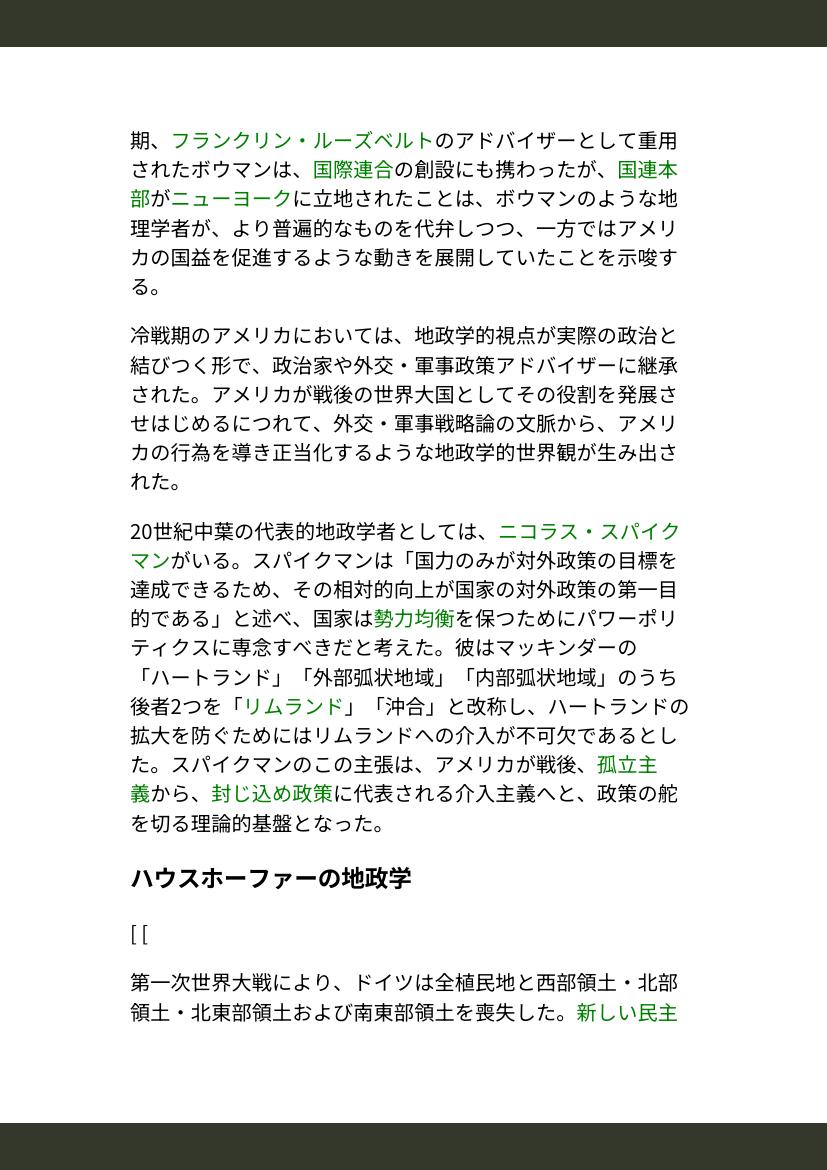 期、フランクリン・ルーズベルトのアドバイザーとして重用
されたボウマンは、国際連合の創設にも携わったが、国連本
部がニューヨークに立地されたことは、ボウマンのような地
理学者が、より普遍的なものを代弁しつつ、一方ではアメリ
カの国益を促進するような動きを展開していたことを示唆す
る。
冷戦期のアメリカにおいては、地政学的視点が実際の政治と
結びつく形で、政治家や外交・軍事政策アドバイザーに継承
された。アメリカが戦後の世界大国としてその役割を発展さ
せはじめるにつれて、外交・軍事戦略論の文脈から、アメリ
カの行為を導き正当化するような地政学的世界観が生み出さ
れた。
20世紀中葉の代表的地政学者としては、ニコラス・スパイク
マンがいる。スパイクマンは「国力のみが対外政策の目標を
達成できるため、その相対的向上が国家の対外政策の第一目
的である」と述べ、国家は勢力均衡を保つためにパワーポリ
ティクスに専念すべきだと考えた。彼はマッキンダーの
「ハートランド」「外部弧状地域」「内部弧状地域」のうち
後者2つを「リムランド」「沖合」と改称し、ハートランドの
拡大を防ぐためにはリムランドへの介入が不可欠であるとし
た。スパイクマンのこの主張は、アメリカが戦後、孤立主
義から、封じ込め政策に代表される介入主義へと、政策の舵
を切る理論的基盤となった。
ハウスホーファーの地政学
[ [
第一次世界大戦により、ドイツは全植民地と西部領土・北部
領土・北東部領土および南東部領土を喪失した。新しい民主